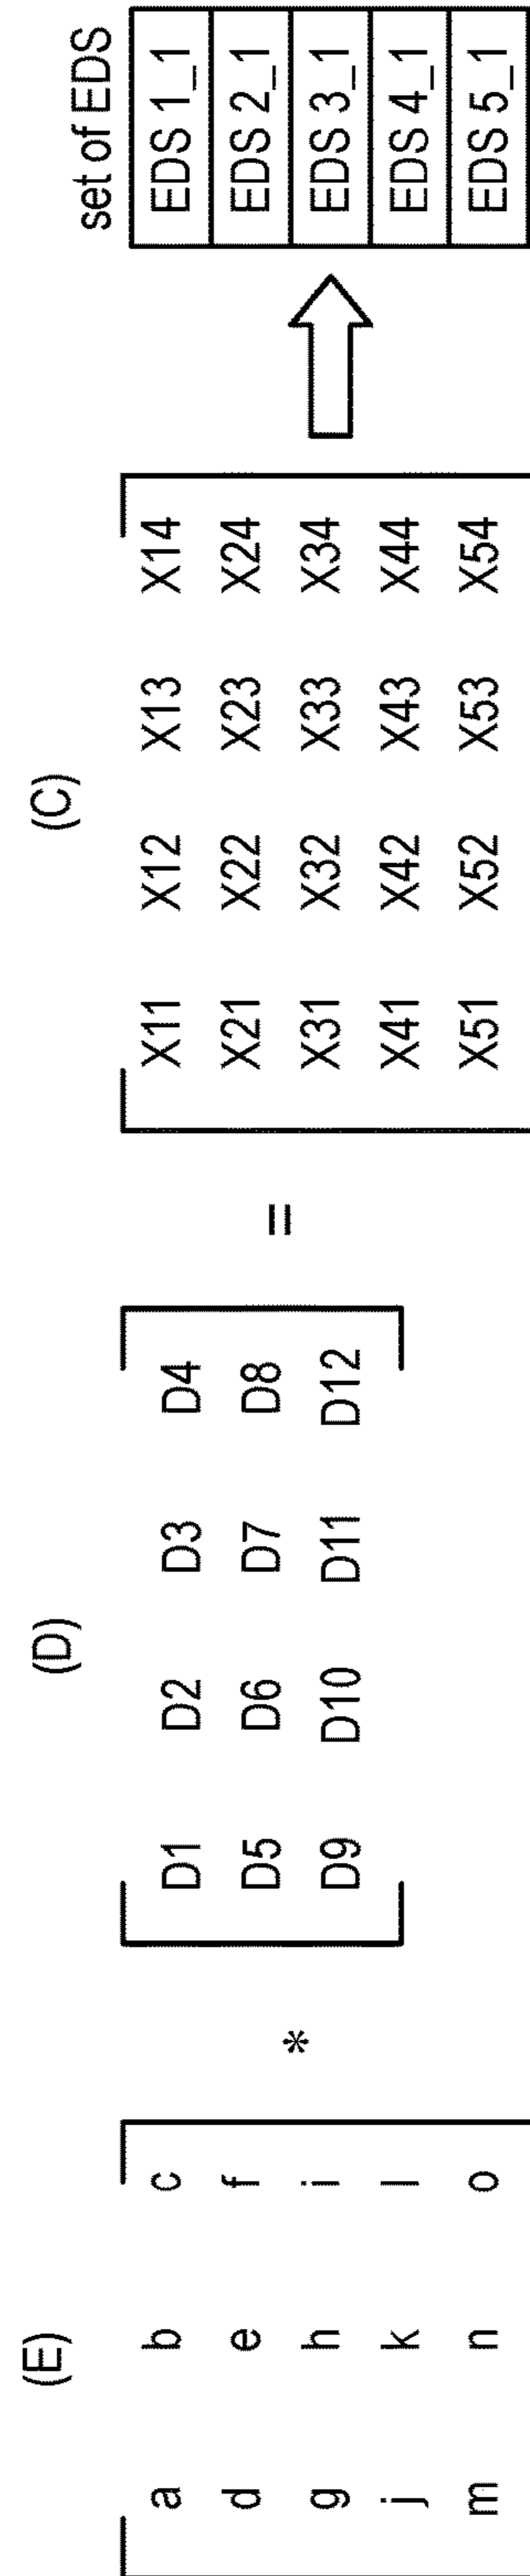 (E) (D) (C) set of EDS
a b c D1 D2 D3 D4 X11 X12 X13 X14 EDS 1_1
d e f D5 D6 D7 D8 X21 X22 X23 X24 EDS 2_1
g h i * D9 D10 D11 D12 = X31 X32 X33 X34 EDS 3_1
j k l X41 X42 X43 X44 EDS 4_1
m n o X51 X52 X53 X54 EDS 5_1